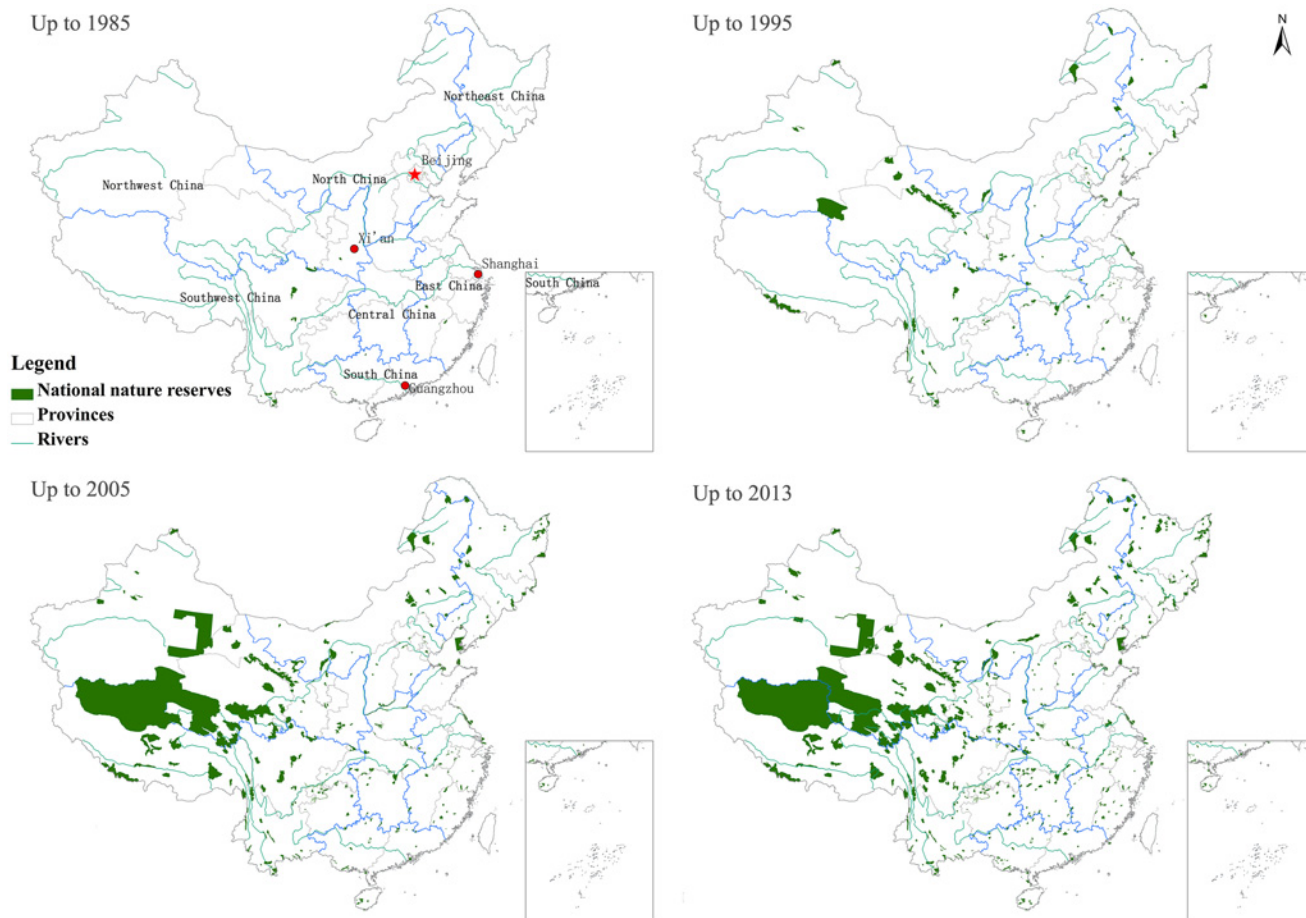 Up to 1985
Up to 1995
N
Northeast China
Beijing
North China
Northwest China
Xi'an
Shanghai
East China
South China
Southwest China
Central China
Legend
National nature reserves
South China
Guangzhou
Provinces
Rivers
Up to 2005
Up to 2013